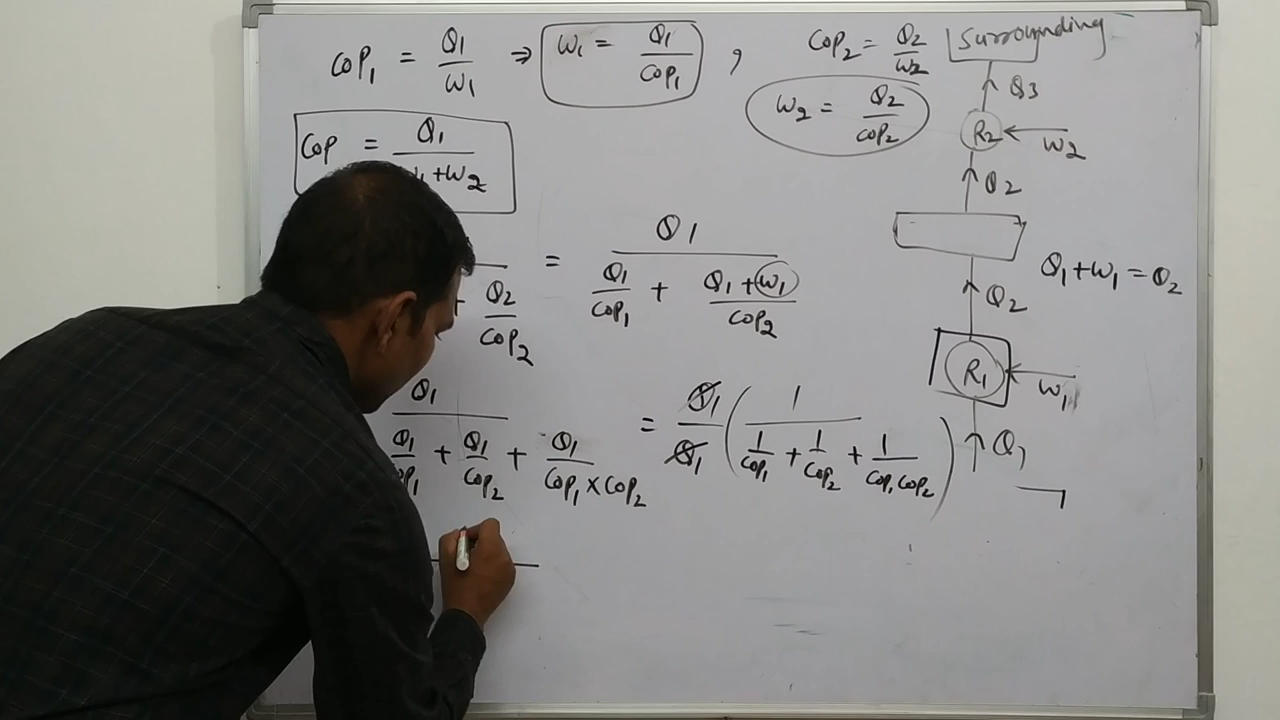 COP₁ = Q₁/W₁ ⇒ W₁ = Q₁/COP₁ , COP₂ = Q₂/W₂
W₂ = Q₂/COP₂
COP = Q₁/W₁+W₂
+ Q₂/COP₂ = Q₁/(Q₁/COP₁ + Q₁+W₁/COP₂)
Q₁/(Q₁/COP₁ + Q₁/COP₂ + Q₁/COP₁×COP₂) = Q₁/Q₁ (1/(1/COP₁ + 1/COP₂ + 1/COP₁COP₂))
Surrounding
Q3
R₂ ← W₂
Q₂
Q₁+W₁ = Q₂
Q₂
R₁ ← W₁
Q₁